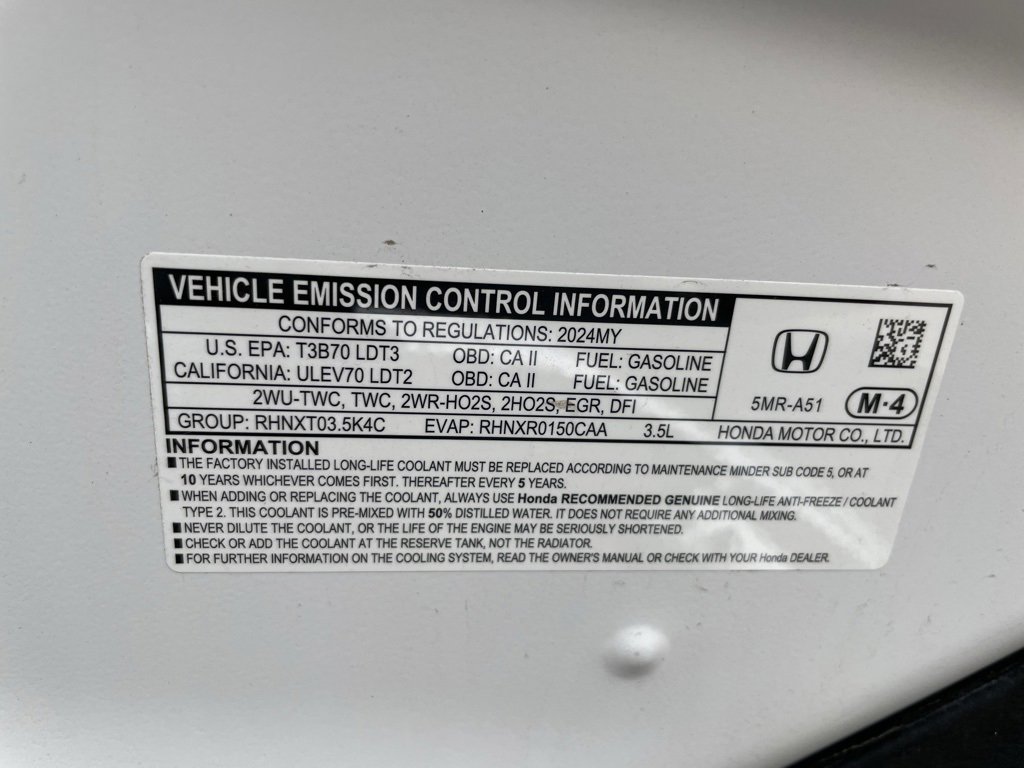 VEHICLE EMISSION CONTROL INFORMATION
CONFORMS TO REGULATIONS: 2024MY
U.S. EPA: T3B70 LDT3 OBD: CA II FUEL: GASOLINE
CALIFORNIA: ULEV70 LDT2 OBD: CA II FUEL: GASOLINE
2WU-TWC, TWC, 2WR-HO2S, 2HO2S, EGR, DFI
GROUP: RHNXT03.5K4C EVAP: RHNXR0150CAA 3.5L
5MR-A51 M-4
HONDA MOTOR CO., LTD.
INFORMATION
■ THE FACTORY INSTALLED LONG-LIFE COOLANT MUST BE REPLACED ACCORDING TO MAINTENANCE MINDER SUB CODE 5, OR AT
10 YEARS WHICHEVER COMES FIRST. THEREAFTER EVERY 5 YEARS.
■ WHEN ADDING OR REPLACING THE COOLANT, ALWAYS USE Honda RECOMMENDED GENUINE LONG-LIFE ANTI-FREEZE / COOLANT
TYPE 2. THIS COOLANT IS PRE-MIXED WITH 50% DISTILLED WATER. IT DOES NOT REQUIRE ANY ADDITIONAL MIXING.
■ NEVER DILUTE THE COOLANT, OR THE LIFE OF THE ENGINE MAY BE SERIOUSLY SHORTENED.
■ CHECK OR ADD THE COOLANT AT THE RESERVE TANK, NOT THE RADIATOR.
■ FOR FURTHER INFORMATION ON THE COOLING SYSTEM, READ THE OWNER'S MANUAL OR CHECK WITH YOUR Honda DEALER.